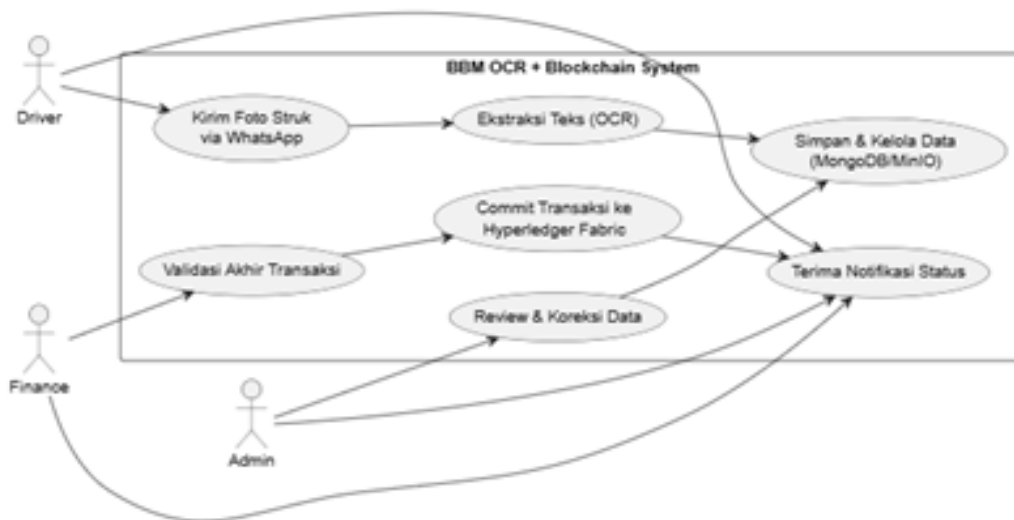 BBM OCR + Blockchain System
Driver
Kirim Foto Struk
via WhatsApp
Ekstraksi Teks (OCR)
Simpan & Kelola Data
(MongoDB/MinIO)
Commit Transaksi ke
Hyperledger Fabric
Validasi Akhir Transaksi
Terima Notifikasi Status
Review & Koreksi Data
Finance
Admin